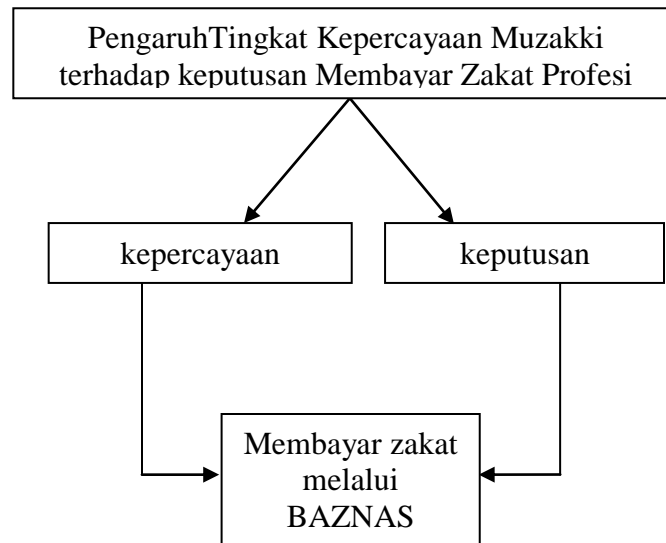 PengaruhTingkat Kepercayaan Muzakki
terhadap keputusan Membayar Zakat Profesi
kepercayaan
keputusan
Membayar zakat
melalui
BAZNAS